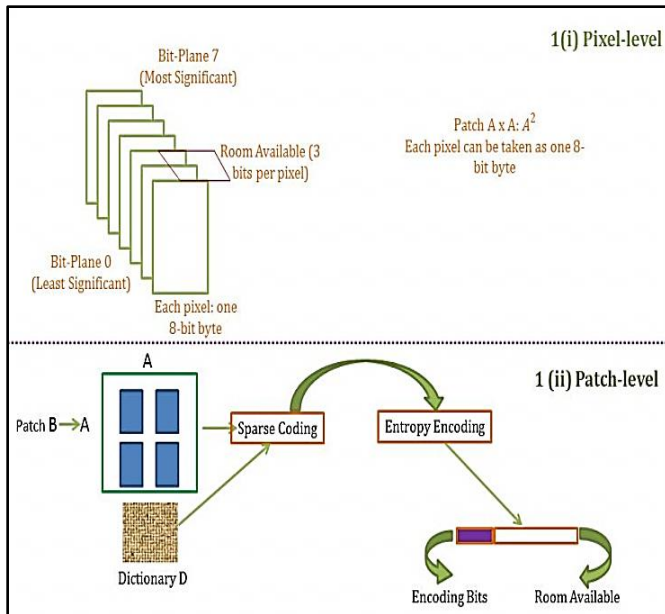 1(i) Pixel-level
Bit-Plane 7
(Most Significant)
Patch A x A: A²
Each pixel can be taken as one 8-
bit byte
Room Available (3
bits per pixel)
Bit-Plane 0
(Least Significant)
Each pixel: one
8-bit byte
1 (ii) Patch-level
A
Patch B → A
Sparse Coding
Entropy Encoding
Dictionary D
Encoding Bits
Room Available